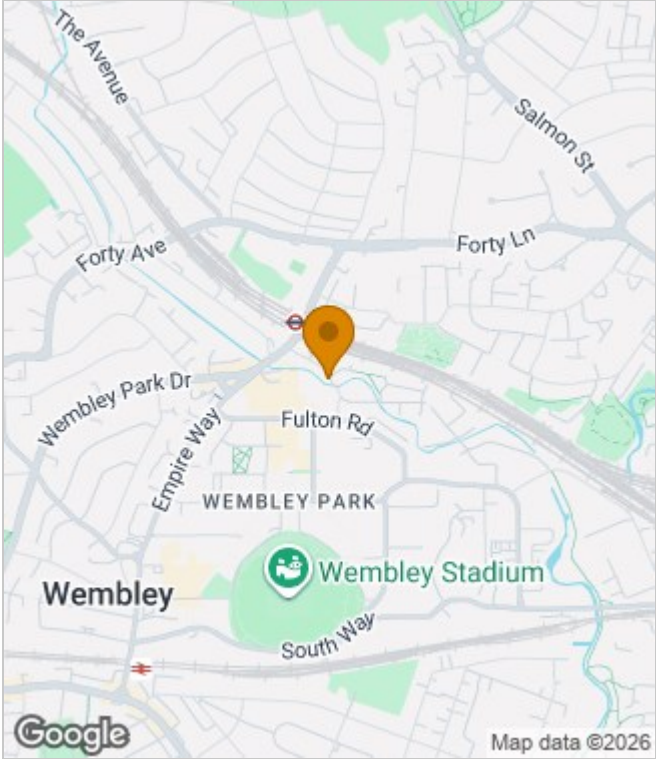 The Avenue
Salmon St
Forty Ln
Forty Ave
Wembley Park Dr
Fulton Rd
Empire Way
WEMBLEY PARK
Wembley Stadium
Wembley
South Way
Google
Map data ©2026